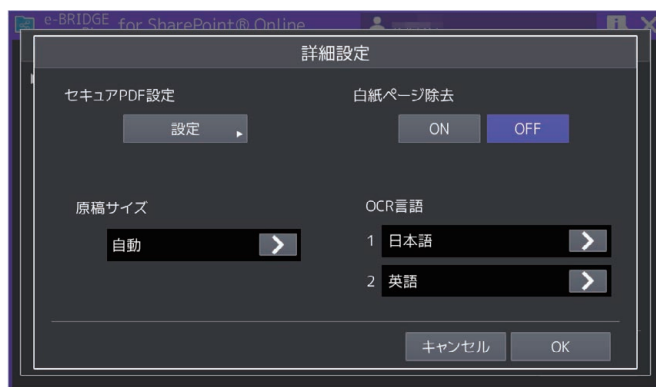 e-BRIDGE for SharePoint® Online
詳細設定
セキュアPDF設定
設定
白紙ページ除去
ON OFF
原稿サイズ
自動
OCR言語
1 日本語
2 英語
キャンセル OK